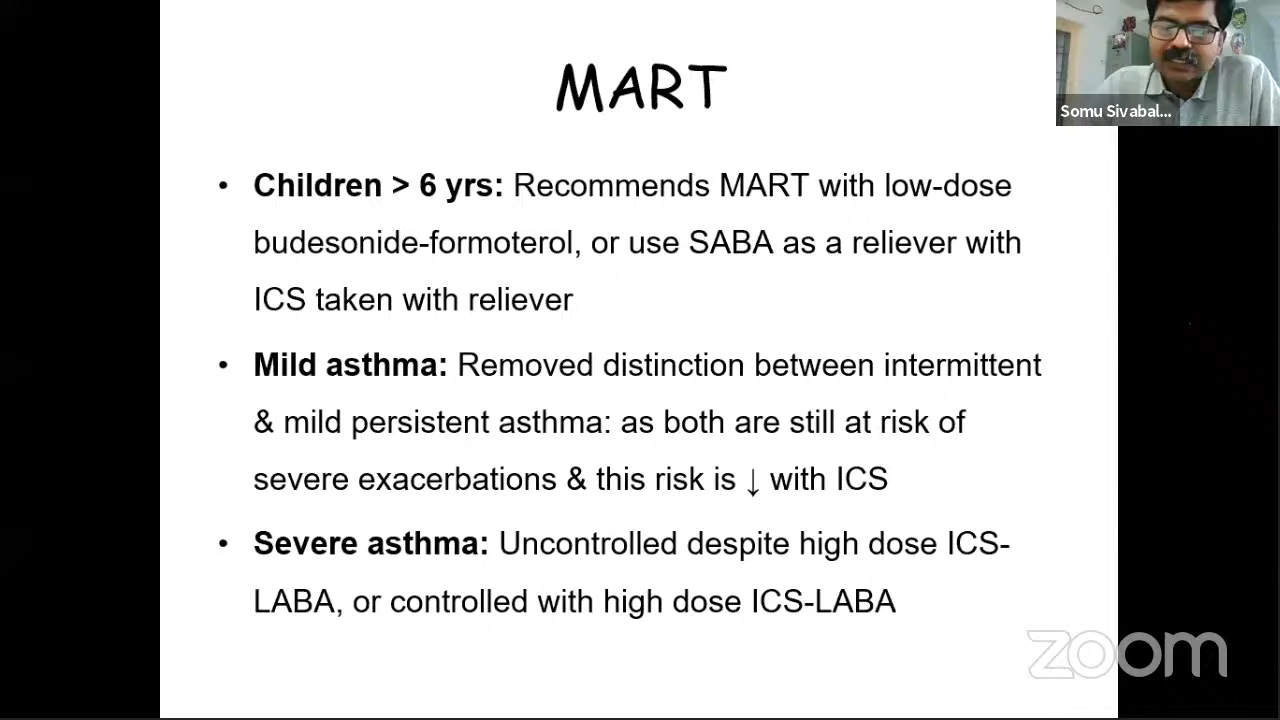 MART
Somu Sivabal...
• Children > 6 yrs: Recommends MART with low-dose
budesonide-formoterol, or use SABA as a reliever with
ICS taken with reliever
• Mild asthma: Removed distinction between intermittent
& mild persistent asthma: as both are still at risk of
severe exacerbations & this risk is ↓ with ICS
• Severe asthma: Uncontrolled despite high dose ICS-
LABA, or controlled with high dose ICS-LABA
zoom